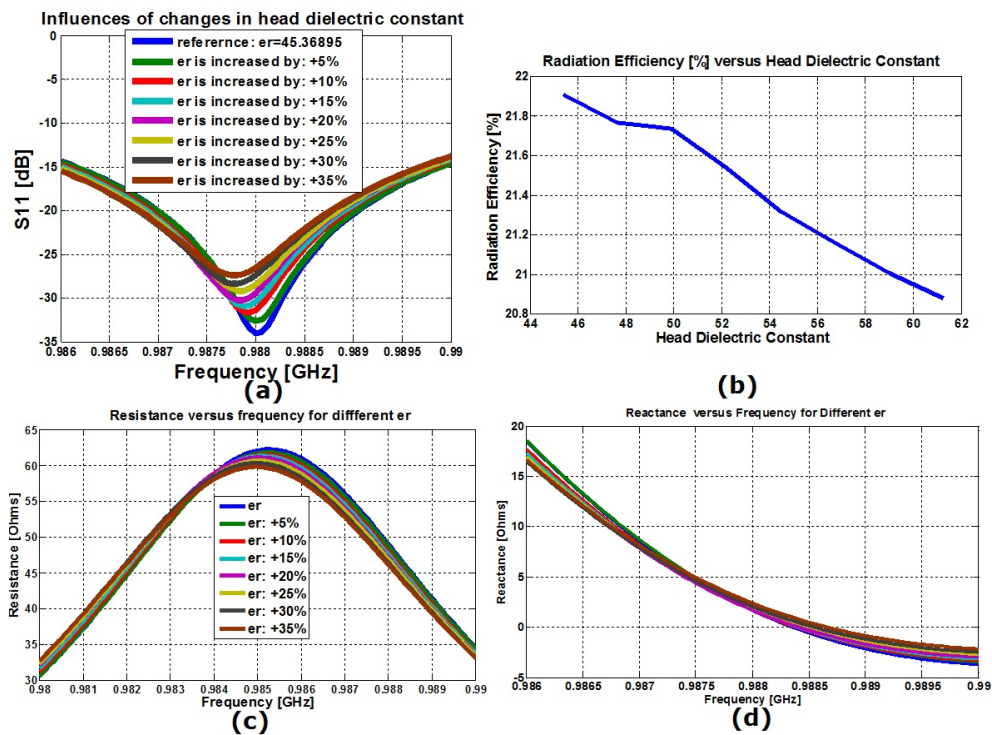 Influences of changes in head dielectric constant
0
-5
-10
-15
-20
-25
-30
-35
S11 [dB]
referernce: er=45.36895
er is increased by: +5%
er is increased by: +10%
er is increased by: +15%
er is increased by: +20%
er is increased by: +25%
er is increased by: +30%
er is increased by: +35%
0.986 0.9865 0.987 0.9875 0.988 0.9885 0.989 0.9895 0.99
Frequency [GHz]
(a)
Radiation Efficiency [%] versus Head Dielectric Constant
22
21.8
21.6
21.4
21.2
21
20.8
Radiation Efficiency [%]
44 46 48 50 52 54 56 58 60 62
Head Dielectric Constant
(b)
Resistance versus frequency for diffferent er
65
60
55
50
45
40
35
30
Resistance [Ohms]
er
er: +5%
er: +10%
er: +15%
er: +20%
er: +25%
er: +30%
er: +35%
0.98 0.981 0.982 0.983 0.984 0.985 0.986 0.987 0.988 0.989 0.99
Frequency [GHz]
(c)
Reactance versus Frequency for Different er
20
15
10
5
0
-5
Reactance [Ohms]
0.986 0.9865 0.987 0.9875 0.988 0.9885 0.989 0.9895 0.99
Frequency [GHz]
(d)